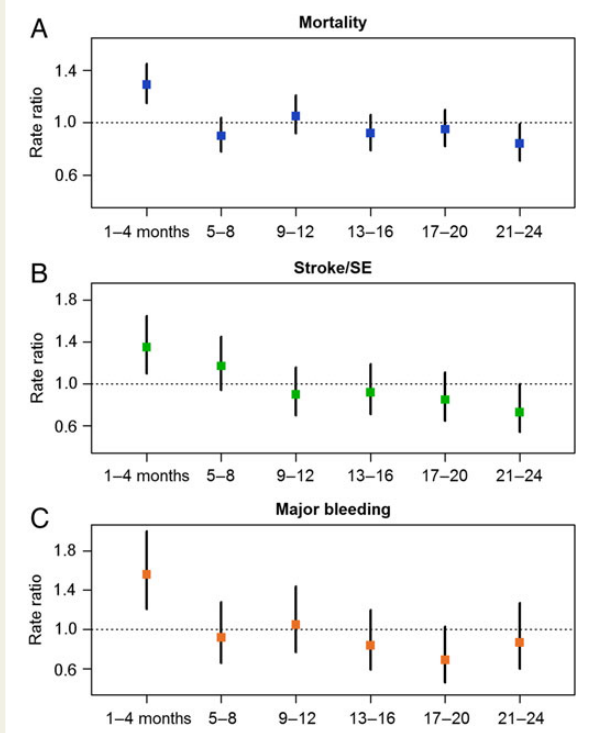 A
Mortality
Rate ratio
1.4
1.0
0.6
1–4 months 5–8 9–12 13–16 17–20 21–24
B
Stroke/SE
Rate ratio
1.8
1.4
1.0
0.6
1–4 months 5–8 9–12 13–16 17–20 21–24
C
Major bleeding
Rate ratio
1.8
1.4
1.0
0.6
1–4 months 5–8 9–12 13–16 17–20 21–24